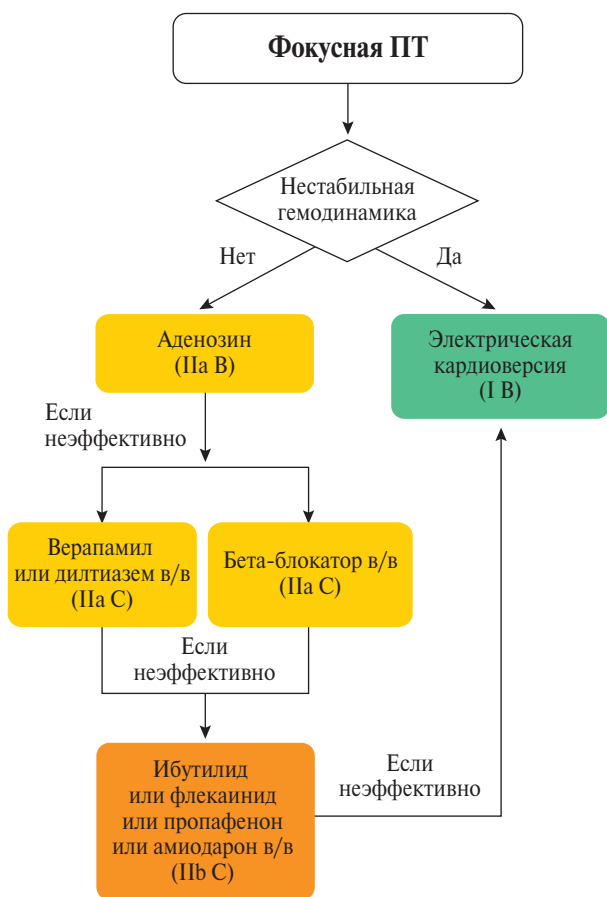 Фокусная ПТ
Нестабильная
гемодинамика
Нет
Да
Аденозин
(IIa B)
Электрическая
кардиоверсия
(I B)
Если
неэффективно
Верапамил
или дилтиазем в/в
(IIa C)
Бета-блокатор в/в
(IIa C)
Если
неэффективно
Ибутилид
или флекаинид
или пропафенон
или амиодарон в/в
(IIb C)
Если
неэффективно